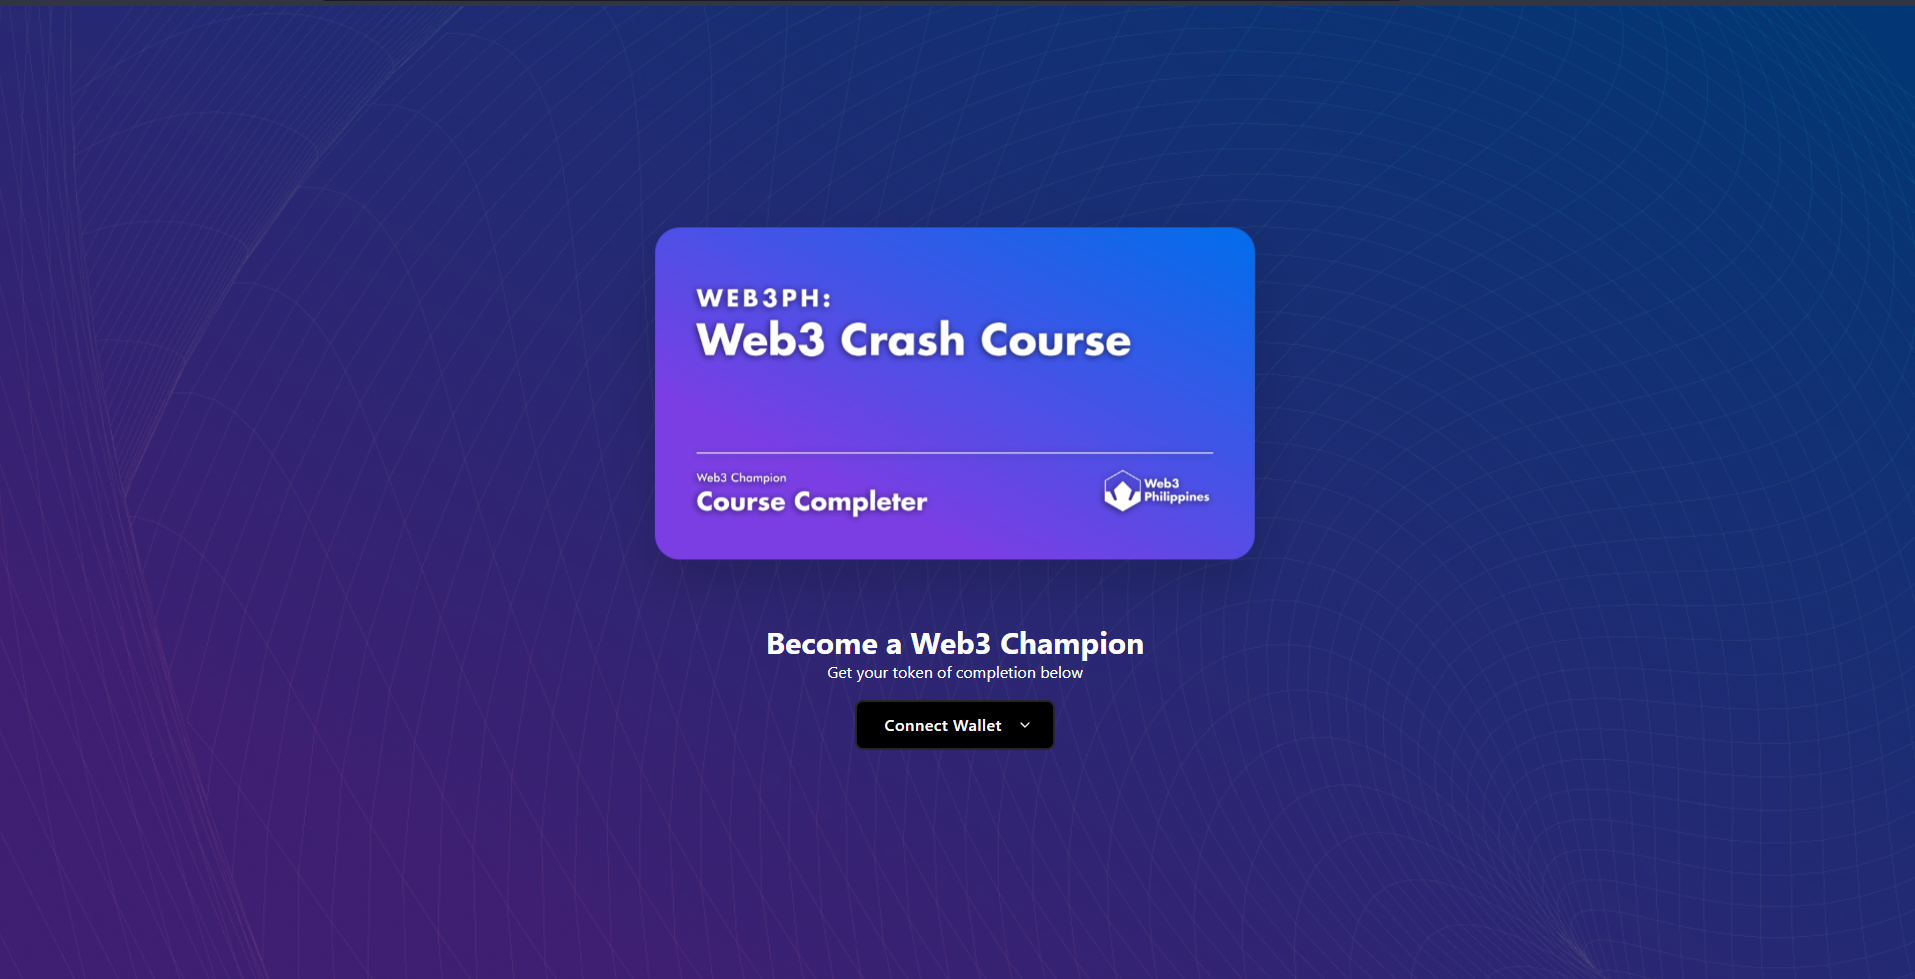 WEB3PH:
Web3 Crash Course
Web3 Champion
Course Completer
Web3
Philippines
Become a Web3 Champion
Get your token of completion below
Connect Wallet